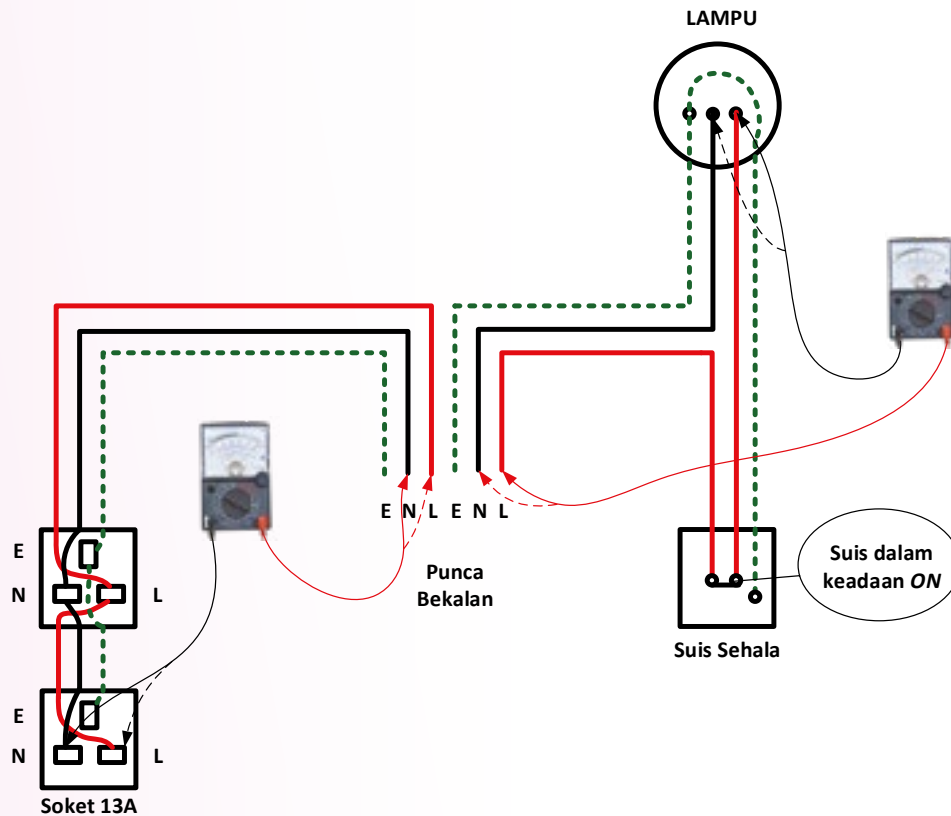 LAMPU
E N L E N L
Punca
Bekalan
Suis dalam
keadaan ON
Suis Sehala
E
N
L
E
N
L
Soket 13A